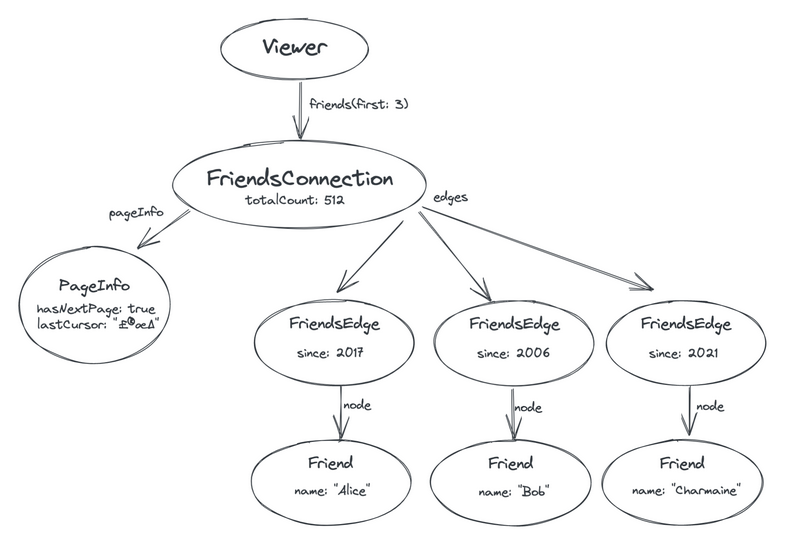 Viewer
friends(first: 3)
FriendsConnection
totalCount: 512
pageInfo
edges
PageInfo
hasNextPage: true
lastCursor:
FriendsEdge
since: 2017
FriendsEdge
since: 2006
FriendsEdge
since: 2021
node
node
node
Friend
name: "Alice"
Friend
name: "Bob"
Friend
name: "Charmaine"